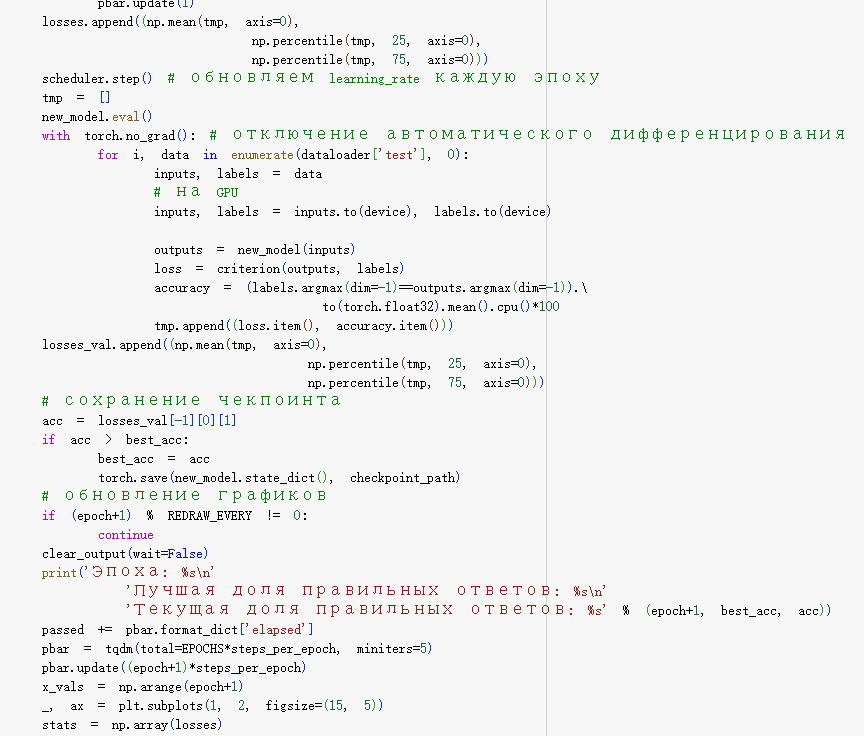 pbar.update(1)
losses.append((np.mean(tmp, axis=0),
np.percentile(tmp, 25, axis=0),
np.percentile(tmp, 75, axis=0)))
scheduler.step() # обновляем learning_rate каждую эпоху
tmp = []
new_model.eval()
with torch.no_grad(): # отключение автоматического дифференцирования
for i, data in enumerate(dataloader['test'], 0):
inputs, labels = data
# на GPU
inputs, labels = inputs.to(device), labels.to(device)
outputs = new_model(inputs)
loss = criterion(outputs, labels)
accuracy = (labels.argmax(dim=-1)==outputs.argmax(dim=-1)).\
to(torch.float32).mean().cpu()*100
tmp.append((loss.item(), accuracy.item()))
losses_val.append((np.mean(tmp, axis=0),
np.percentile(tmp, 25, axis=0),
np.percentile(tmp, 75, axis=0)))
# сохранение чекпоинта
acc = losses_val[-1][0][1]
if acc > best_acc:
best_acc = acc
torch.save(new_model.state_dict(), checkpoint_path)
# обновление графиков
if (epoch+1) % REDRAW_EVERY != 0:
continue
clear_output(wait=False)
print('Эпоха: %s\n'
'Лучшая доля правильных ответов: %s\n'
'Текущая доля правильных ответов: %s' % (epoch+1, best_acc, acc))
passed += pbar.format_dict['elapsed']
pbar = tqdm(total=EPOCHS*steps_per_epoch, miniters=5)
pbar.update((epoch+1)*steps_per_epoch)
x_vals = np.arange(epoch+1)
_, ax = plt.subplots(1, 2, figsize=(15, 5))
stats = np.array(losses)